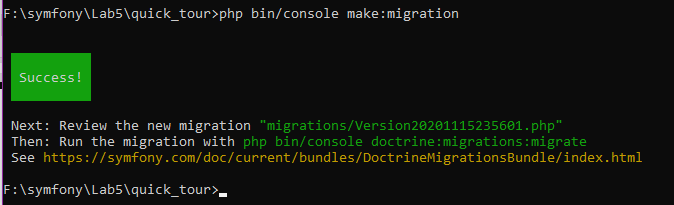 F:\symfony\Lab5\quick_tour>php bin/console make:migration
Success!
Next: Review the new migration "migrations/Version20201115235601.php"
Then: Run the migration with php bin/console doctrine:migrations:migrate
See https://symfony.com/doc/current/bundles/DoctrineMigrationsBundle/index.html
F:\symfony\Lab5\quick_tour>